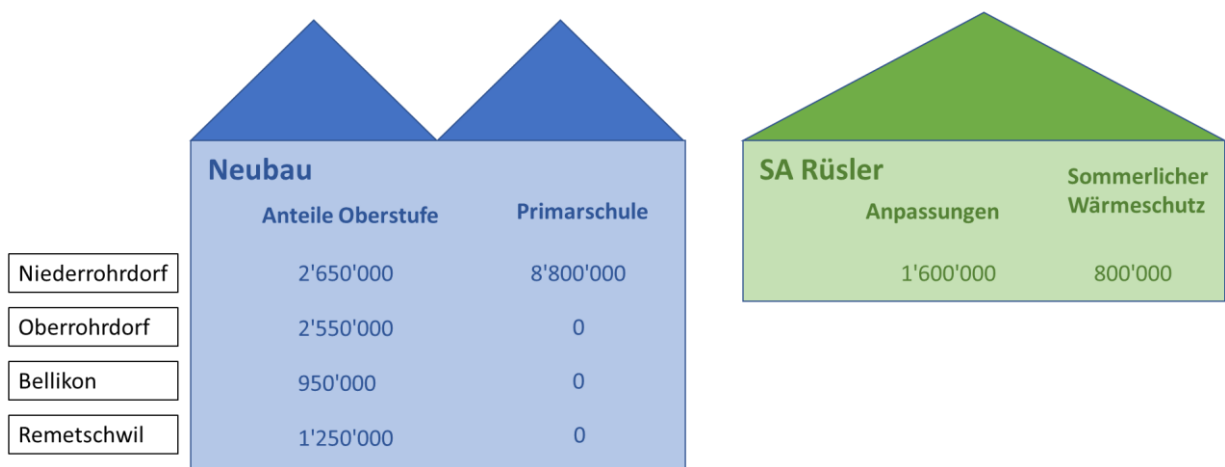 Neubau
Anteile Oberstufe Primarschule
SA Rüsler
Anpassungen
Sommerlicher
Wärmeschutz
Niederrohrdorf 2'650'000 8'800'000 1'600'000 800'000
Oberrohrdorf 2'550'000 0
Bellikon 950'000 0
Remetschwil 1'250'000 0